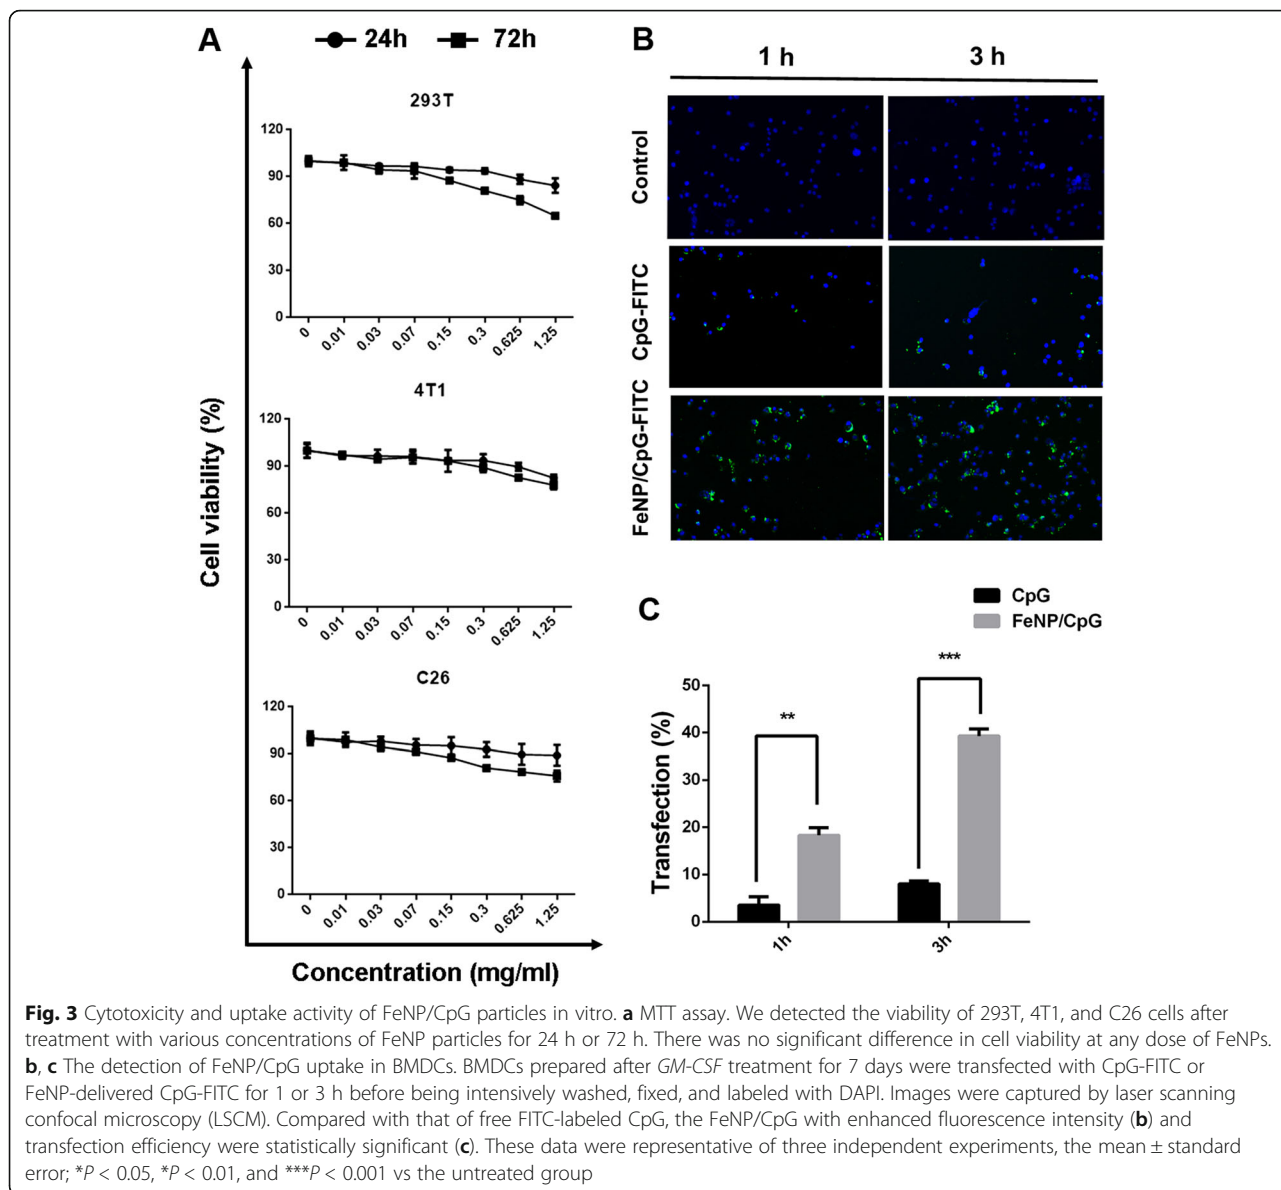 A
24h
72h
293T
120
90
60
30
0
0
0.01
0.03
0.07
0.15
0.3
0.625
1.25
4T1
120
90
60
30
0
0
0.01
0.03
0.07
0.15
0.3
0.625
1.25
C26
120
90
60
30
0
0
0.01
0.03
0.07
0.15
0.3
0.625
1.25
Cell viability (%)
Concentration (mg/ml)
B
1 h
3 h
Control
CpG-FITC
FeNP/CpG-FITC
C
CpG
FeNP/CpG
Transfection (%)
50
40
30
20
10
0
**
***
1h
3h
Fig. 3 Cytotoxicity and uptake activity of FeNP/CpG particles in vitro. a MTT assay. We detected the viability of 293T, 4T1, and C26 cells after
treatment with various concentrations of FeNP particles for 24 h or 72 h. There was no significant difference in cell viability at any dose of FeNPs.
b, c The detection of FeNP/CpG uptake in BMDCs. BMDCs prepared after GM-CSF treatment for 7 days were transfected with CpG-FITC or
FeNP-delivered CpG-FITC for 1 or 3 h before being intensively washed, fixed, and labeled with DAPI. Images were captured by laser scanning
confocal microscopy (LSCM). Compared with that of free FITC-labeled CpG, the FeNP/CpG with enhanced fluorescence intensity (b) and
transfection efficiency were statistically significant (c). These data were representative of three independent experiments, the mean ± standard
error; *P < 0.05, *P < 0.01, and ***P < 0.001 vs the untreated group